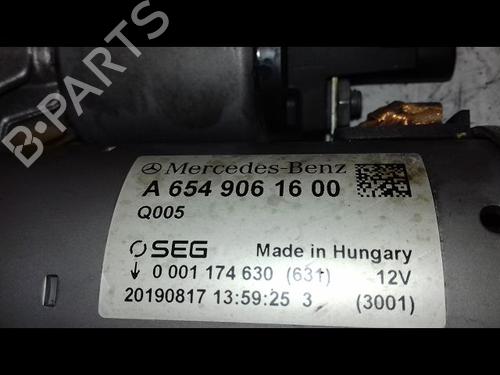 B-PARTS
Mercedes-Benz
A 654 906 16 00
Q005
SEG Made in Hungary
0 001 174 630 (631) 12V
20190817 13:59:25 3 (3001)